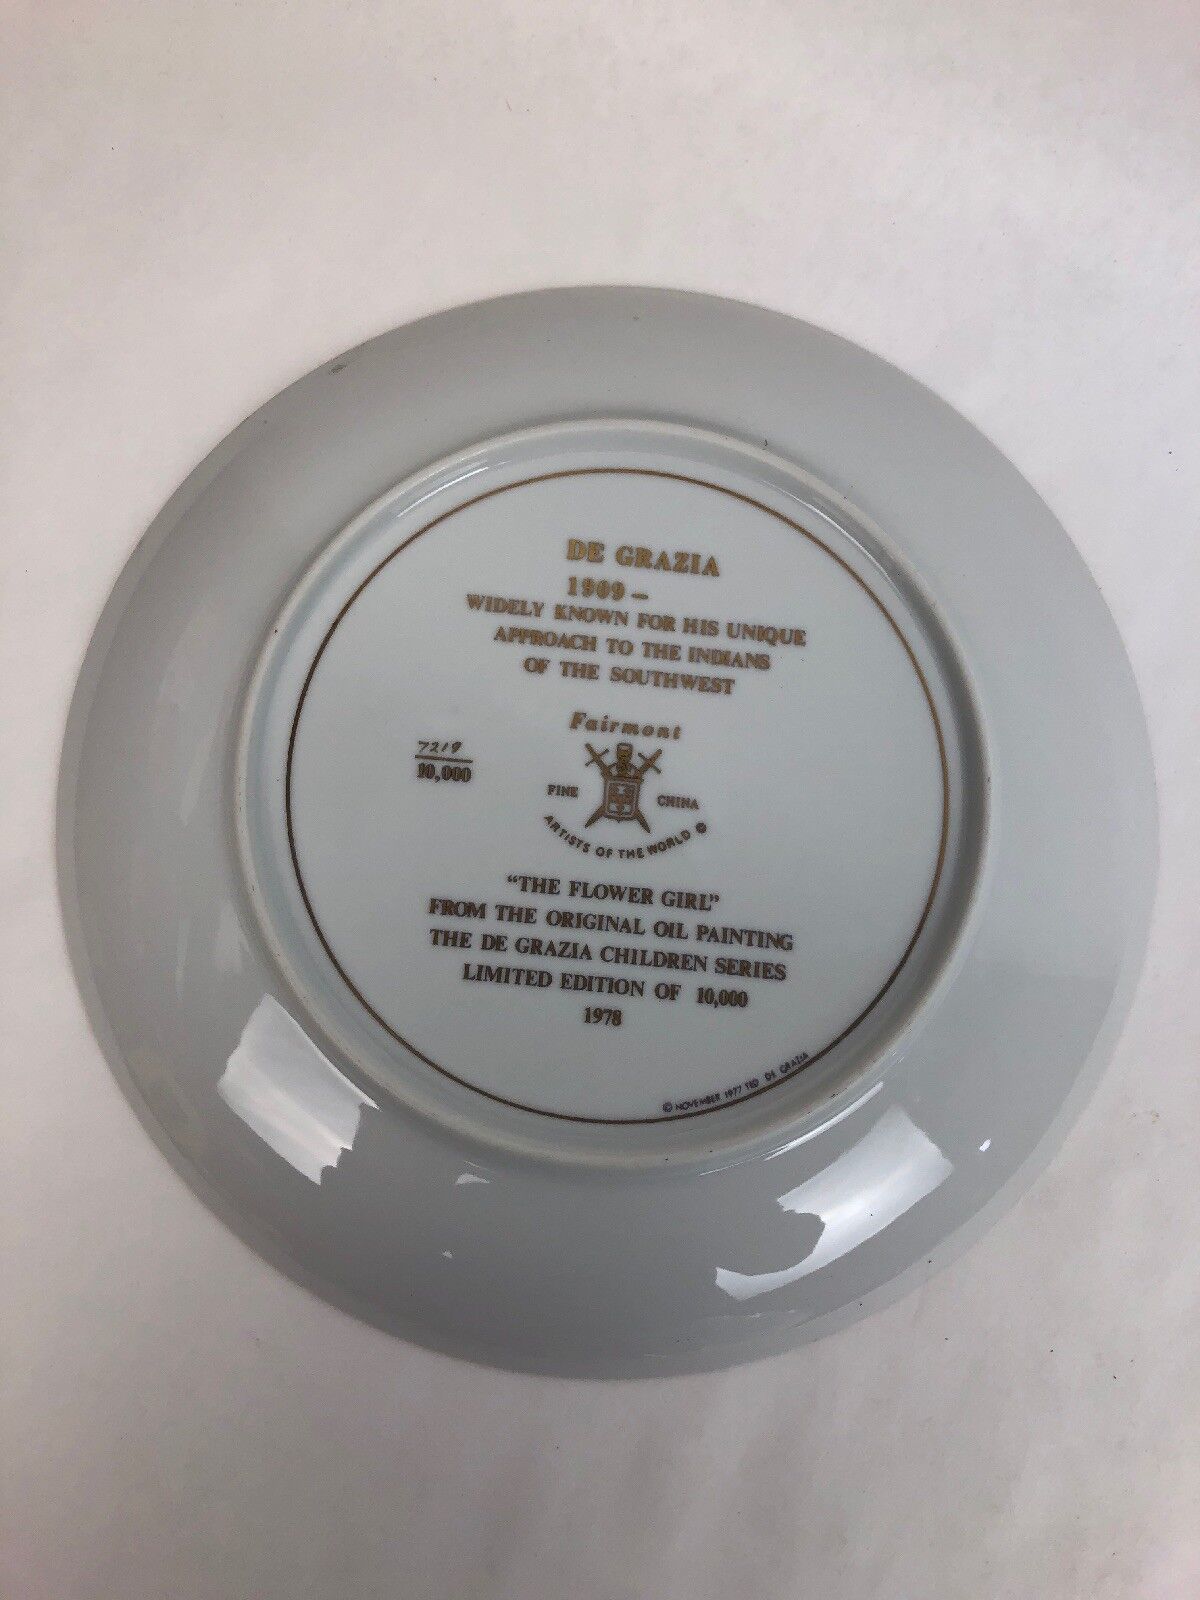 DE GRAZIA
1909 –
WIDELY KNOWN FOR HIS UNIQUE
APPROACH TO THE INDIANS
OF THE SOUTHWEST
Fairmont
7219
10,000
FINE CHINA
ARTISTS OF THE WORLD ©
“THE FLOWER GIRL”
FROM THE ORIGINAL OIL PAINTING
THE DE GRAZIA CHILDREN SERIES
LIMITED EDITION OF 10,000
1978
© NOVEMBER 1977 TED DE GRAZIA